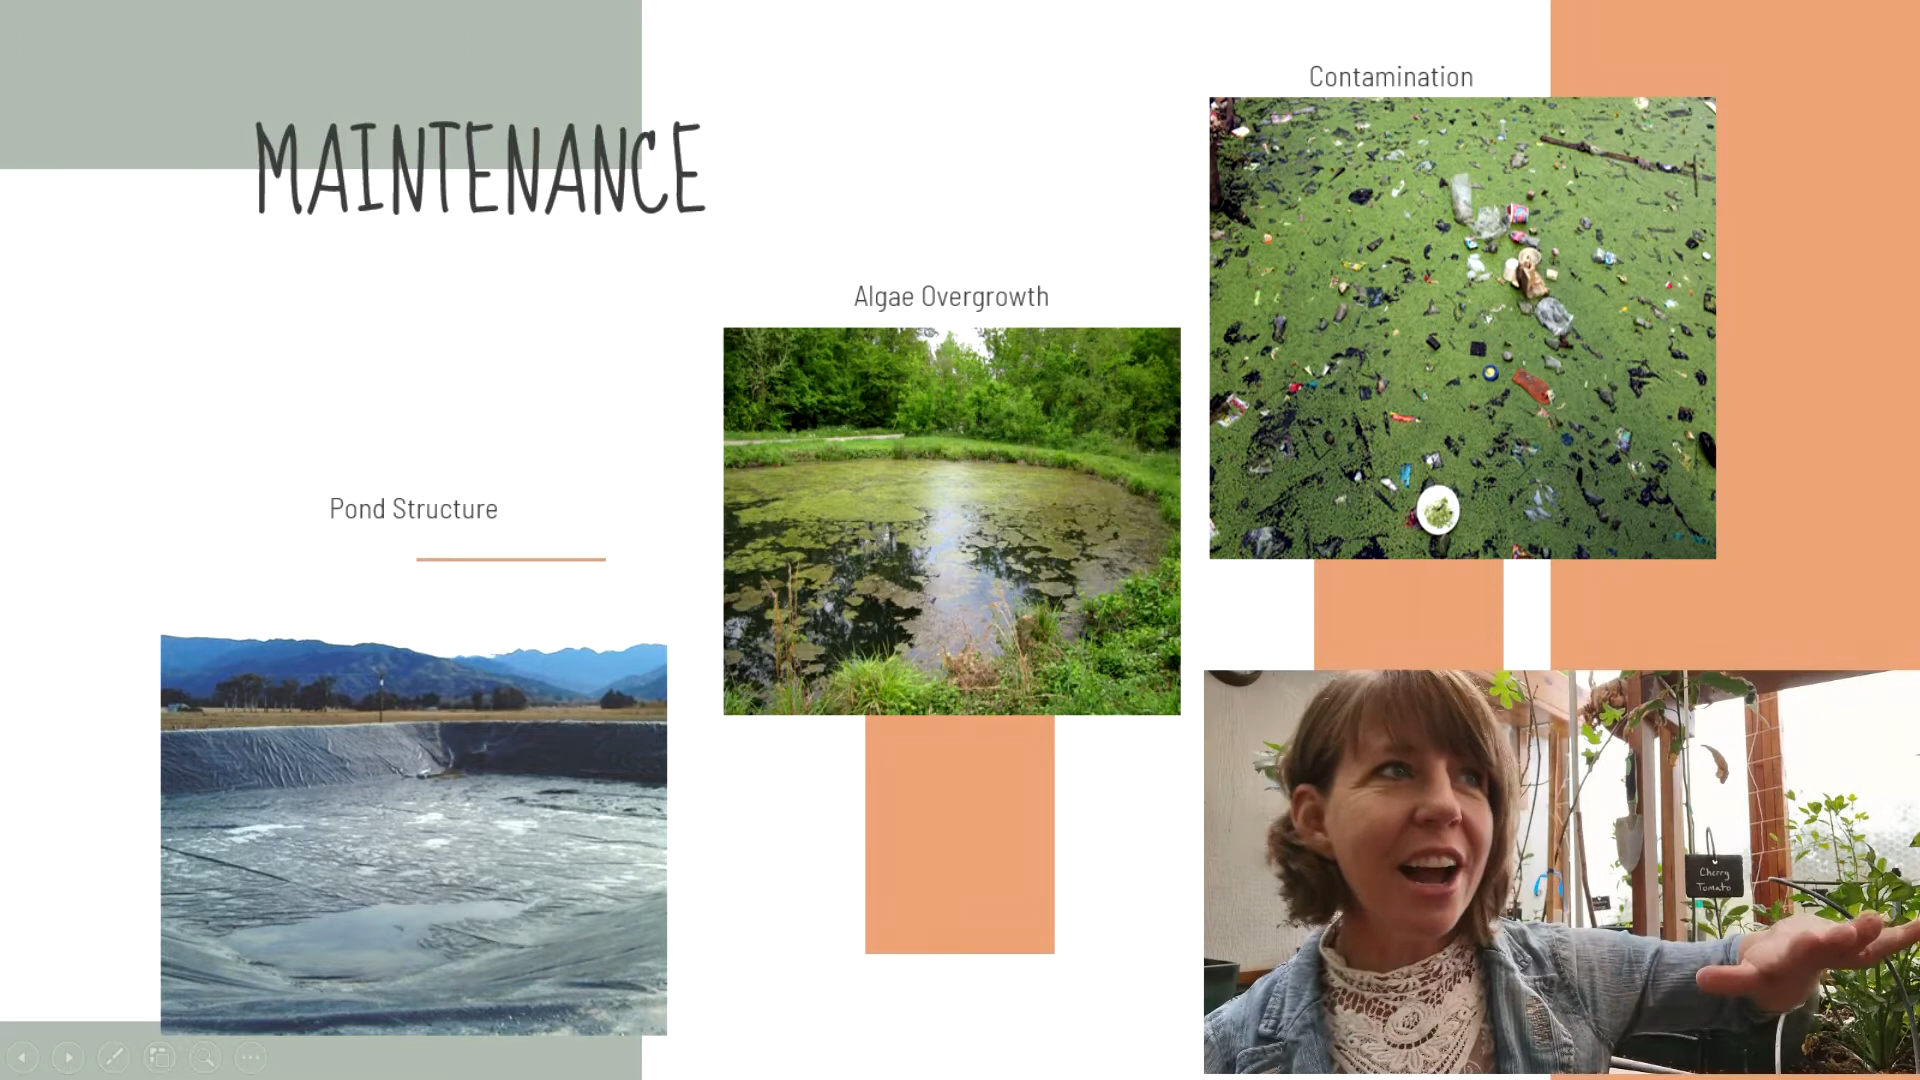 MAINTENANCE
Contamination
Algae Overgrowth
Pond Structure
Cherry
Tomato